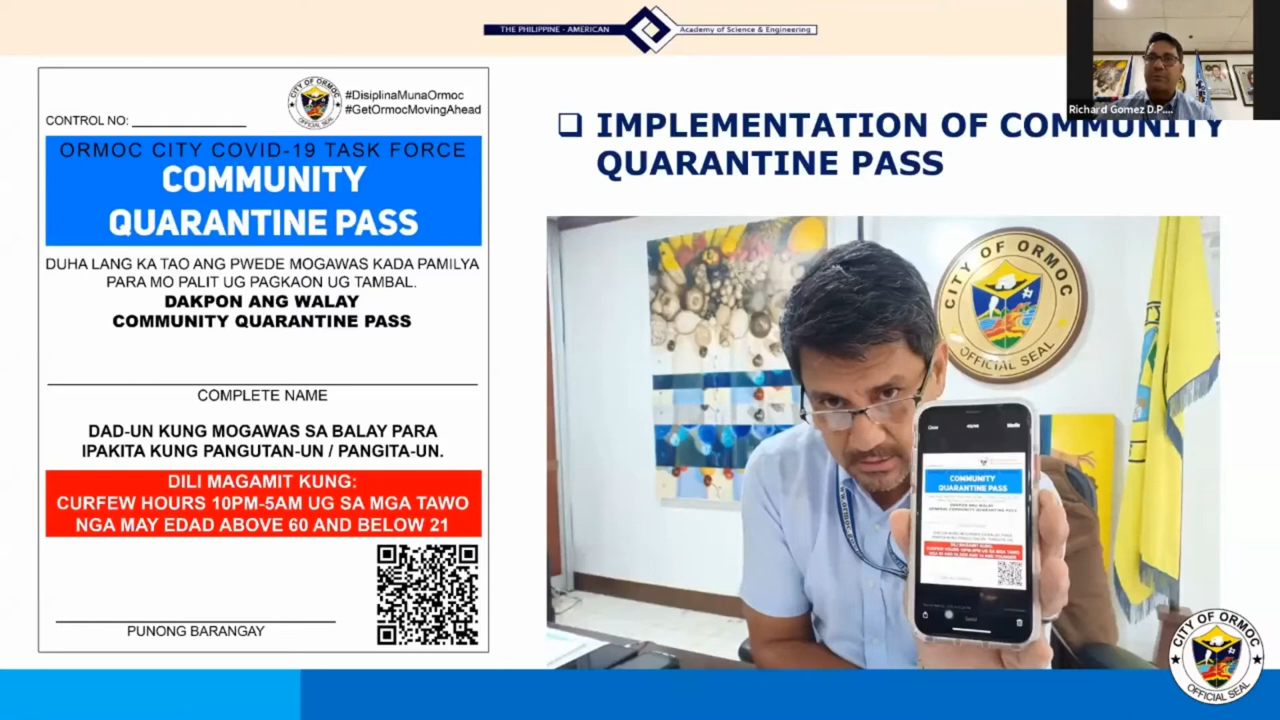 THE PHILIPPINE - AMERICAN Academy of Science & Engineering
Richard Gomez D.P....
CITY OF ORMOC
OFFICIAL SEAL
#DisiplinaMunaOrmoc
#GetOrmocMovingAhead
CONTROL NO:
ORMOC CITY COVID-19 TASK FORCE
COMMUNITY
QUARANTINE PASS
DUHA LANG KA TAO ANG PWEDE MOGAWAS KADA PAMILYA
PARA MO PALIT UG PAGKAON UG TAMBAL.
DAKPON ANG WALAY
COMMUNITY QUARANTINE PASS
COMPLETE NAME
DAD-UN KUNG MOGAWAS SA BALAY PARA
IPAKITA KUNG PANGUTAN-UN / PANGITA-UN.
DILI MAGAMIT KUNG:
CURFEW HOURS 10PM-5AM UG SA MGA TAWO
NGA MAY EDAD ABOVE 60 AND BELOW 21
PUNONG BARANGAY
❑ IMPLEMENTATION OF COMMUNITY
QUARANTINE PASS
CITY OF ORMOC
OFFICIAL SEAL
COMMUNITY
QUARANTINE PASS
CITY OF ORMOC
OFFICIAL SEAL